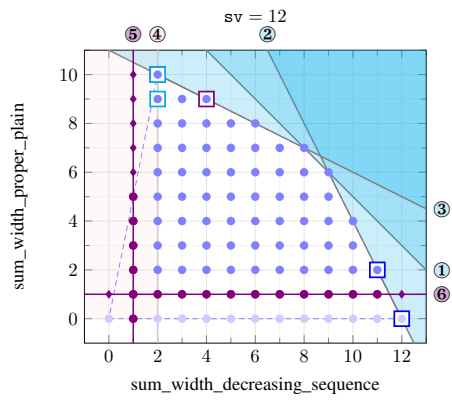 sv = 12
⑤ ④ ②
10
8
6
4
2
0
③
①
⑥
0 2 4 6 8 10 12
sum_width_proper_plain
sum_width_decreasing_sequence